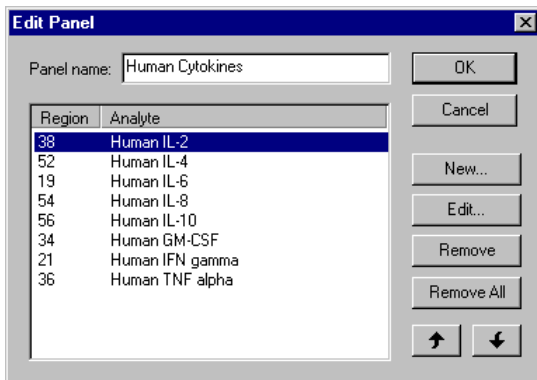 Edit Panel
Panel name: Human Cytokines
OK
Cancel
Region Analyte
38 Human IL-2
52 Human IL-4
19 Human IL-6
54 Human IL-8
56 Human IL-10
34 Human GM-CSF
21 Human IFN gamma
36 Human TNF alpha
New...
Edit...
Remove
Remove All